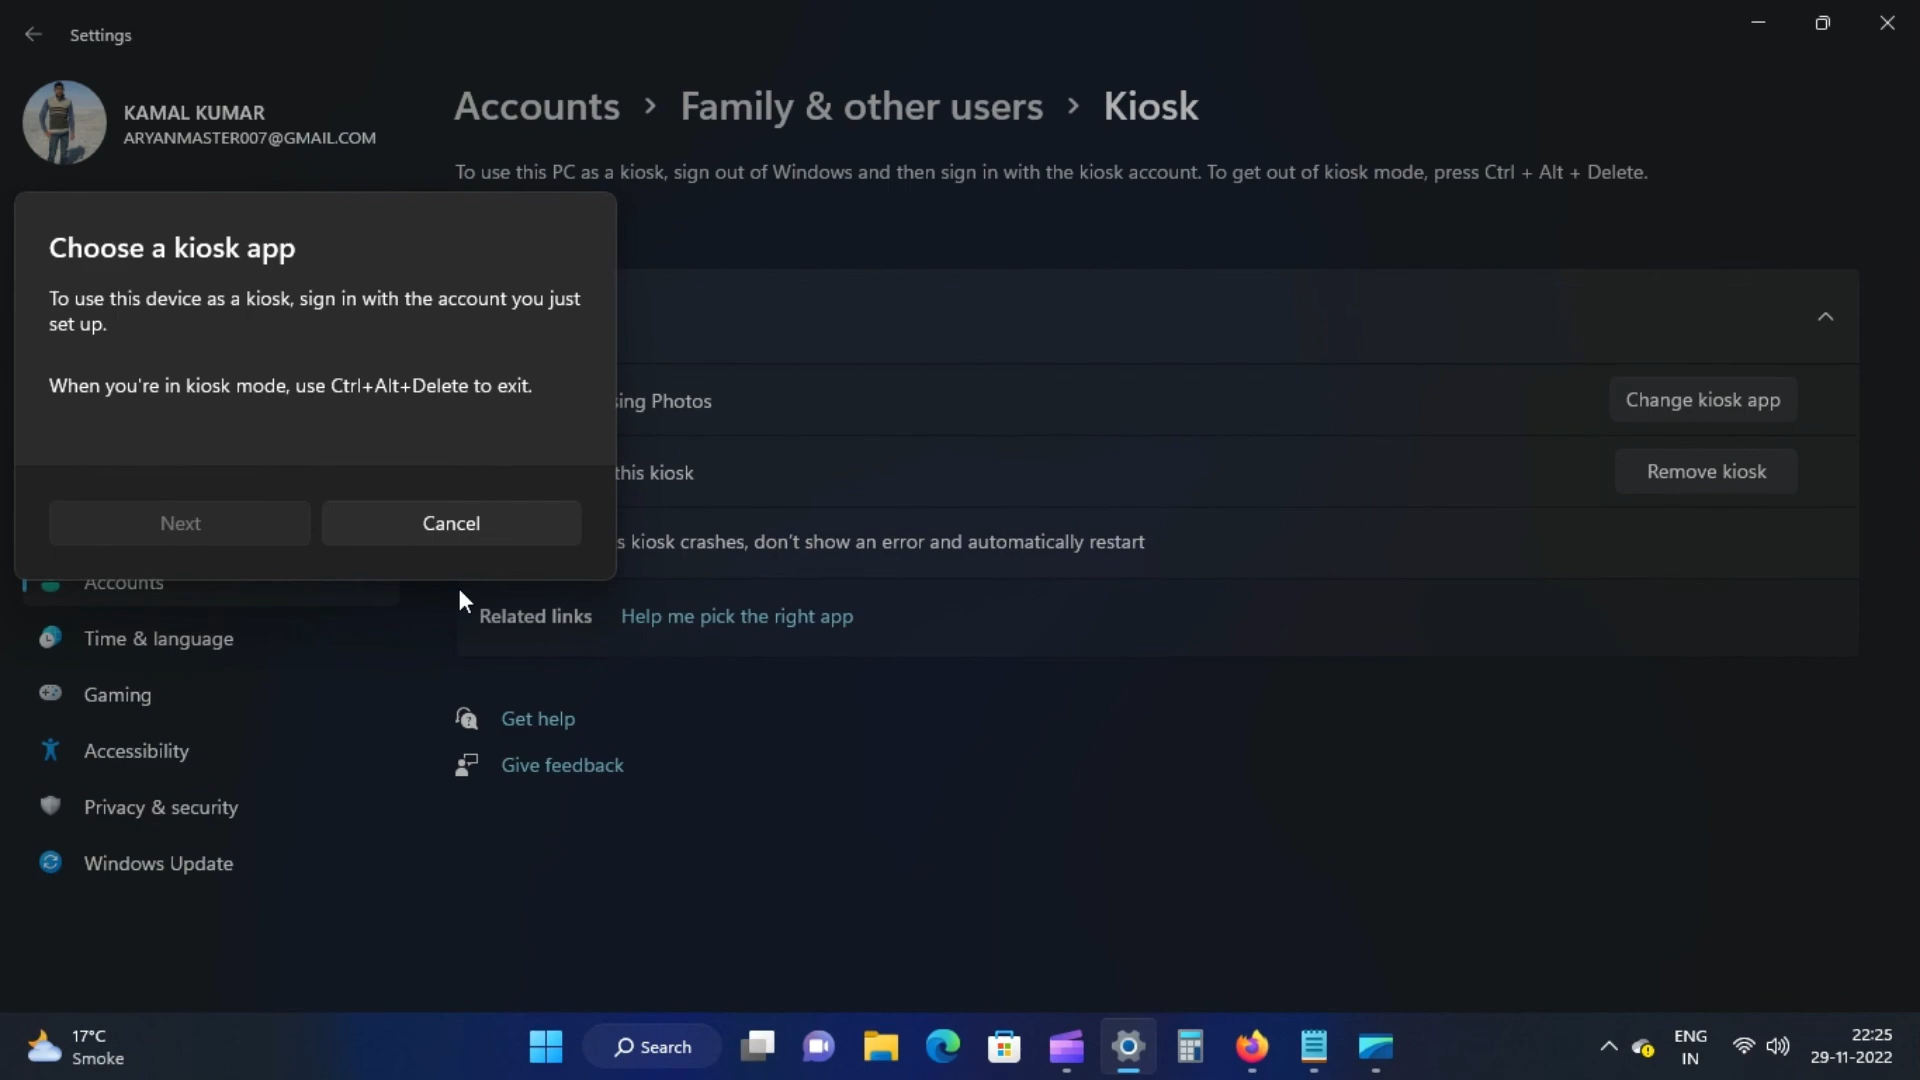 Settings
KAMAL KUMAR
ARYANMASTER007@GMAIL.COM
Accounts > Family & other users > Kiosk
To use this PC as a kiosk, sign out of Windows and then sign in with the kiosk account. To get out of kiosk mode, press Ctrl + Alt + Delete.
Choose a kiosk app
To use this device as a kiosk, sign in with the account you just
set up.
When you're in kiosk mode, use Ctrl+Alt+Delete to exit.
Next
Cancel
Photos
Change kiosk app
this kiosk
Remove kiosk
kiosk crashes, don't show an error and automatically restart
Related links
Help me pick the right app
Get help
Give feedback
Accounts
Time & language
Gaming
Accessibility
Privacy & security
Windows Update
17°C
Smoke
Search
ENG
IN
22:25
29-11-2022